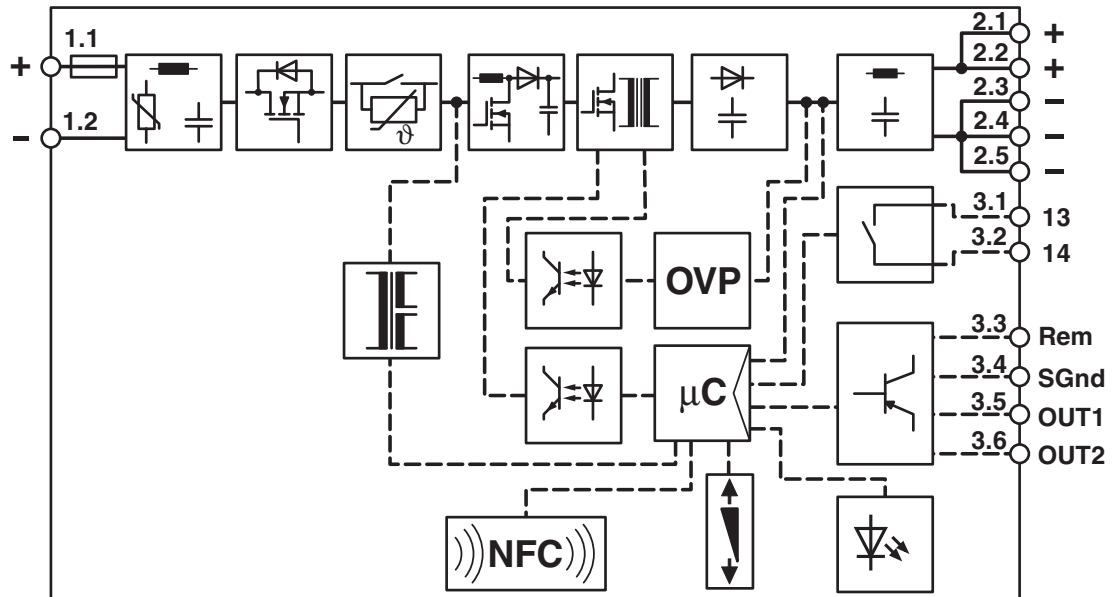 1.1
+
1.2
–
ϑ
2.1
+
2.2
+
2.3
–
2.4
–
2.5
–
3.1
13
3.2
14
OVP
3.3
Rem
3.4
SGnd
µC
3.5
OUT1
3.6
OUT2
NFC